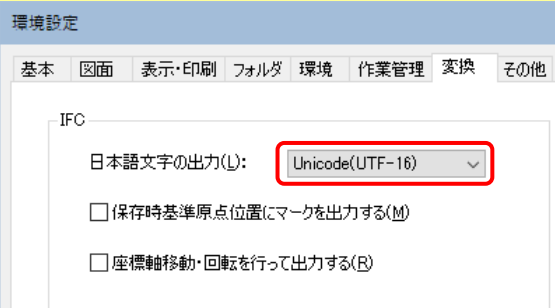 環境設定
基本 図面 表示・印刷 フォルダ 環境 作業管理 変換 その他
IFC
日本語文字の出力(L): Unicode(UTF-16)
保存時基準原点位置にマークを出力する(M)
座標軸移動・回転を行って出力する(R)